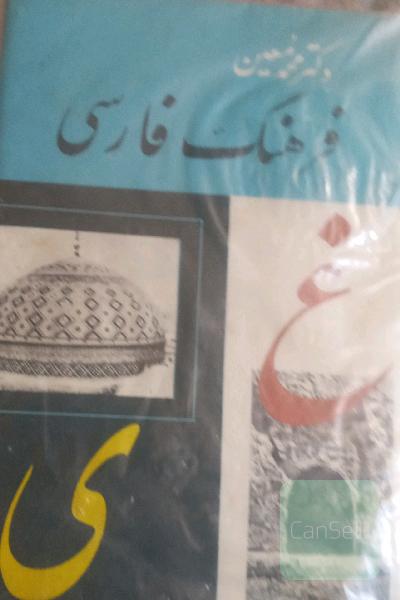 دکتر محمد معین
فرهنگ فارسی
غ
ی
CanSell